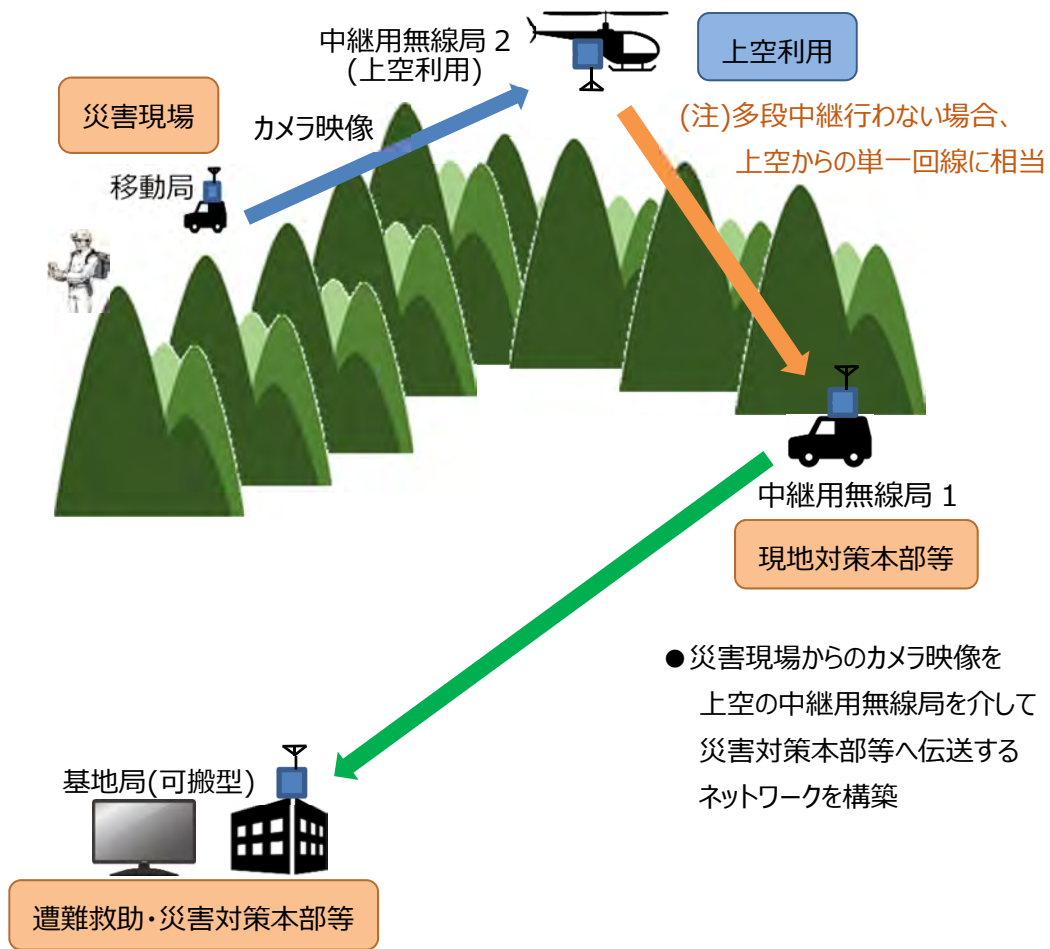 中継用無線局 2
(上空利用)
上空利用
災害現場
カメラ映像
(注)多段中継行わない場合、
上空からの単一回線に相当
移動局
中継用無線局 1
現地対策本部等
●災害現場からのカメラ映像を
上空の中継用無線局を介して
災害対策本部等へ伝送する
ネットワークを構築
基地局(可搬型)
遭難救助・災害対策本部等